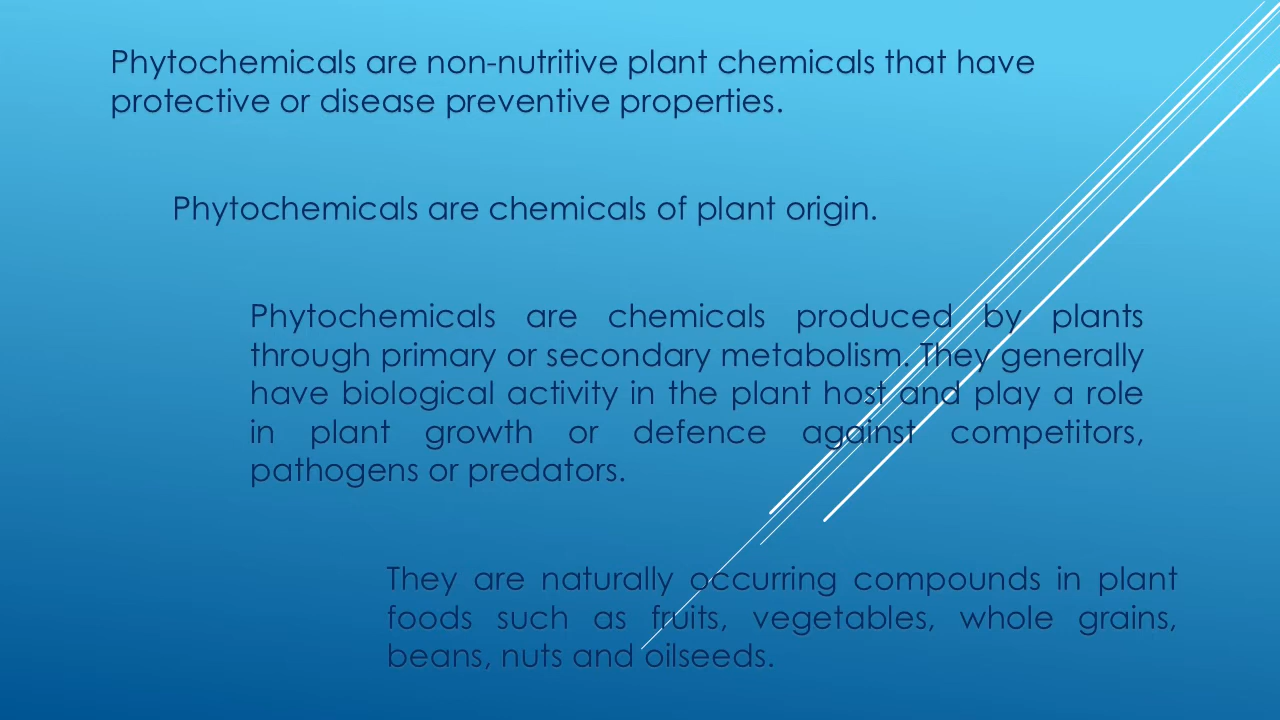 Phytochemicals are non-nutritive plant chemicals that have
protective or disease preventive properties.
Phytochemicals are chemicals of plant origin.
Phytochemicals are chemicals produced by plants
through primary or secondary metabolism. They generally
have biological activity in the plant host and play a role
in plant growth or defence against competitors,
pathogens or predators.
They are naturally occurring compounds in plant
foods such as fruits, vegetables, whole grains,
beans, nuts and oilseeds.